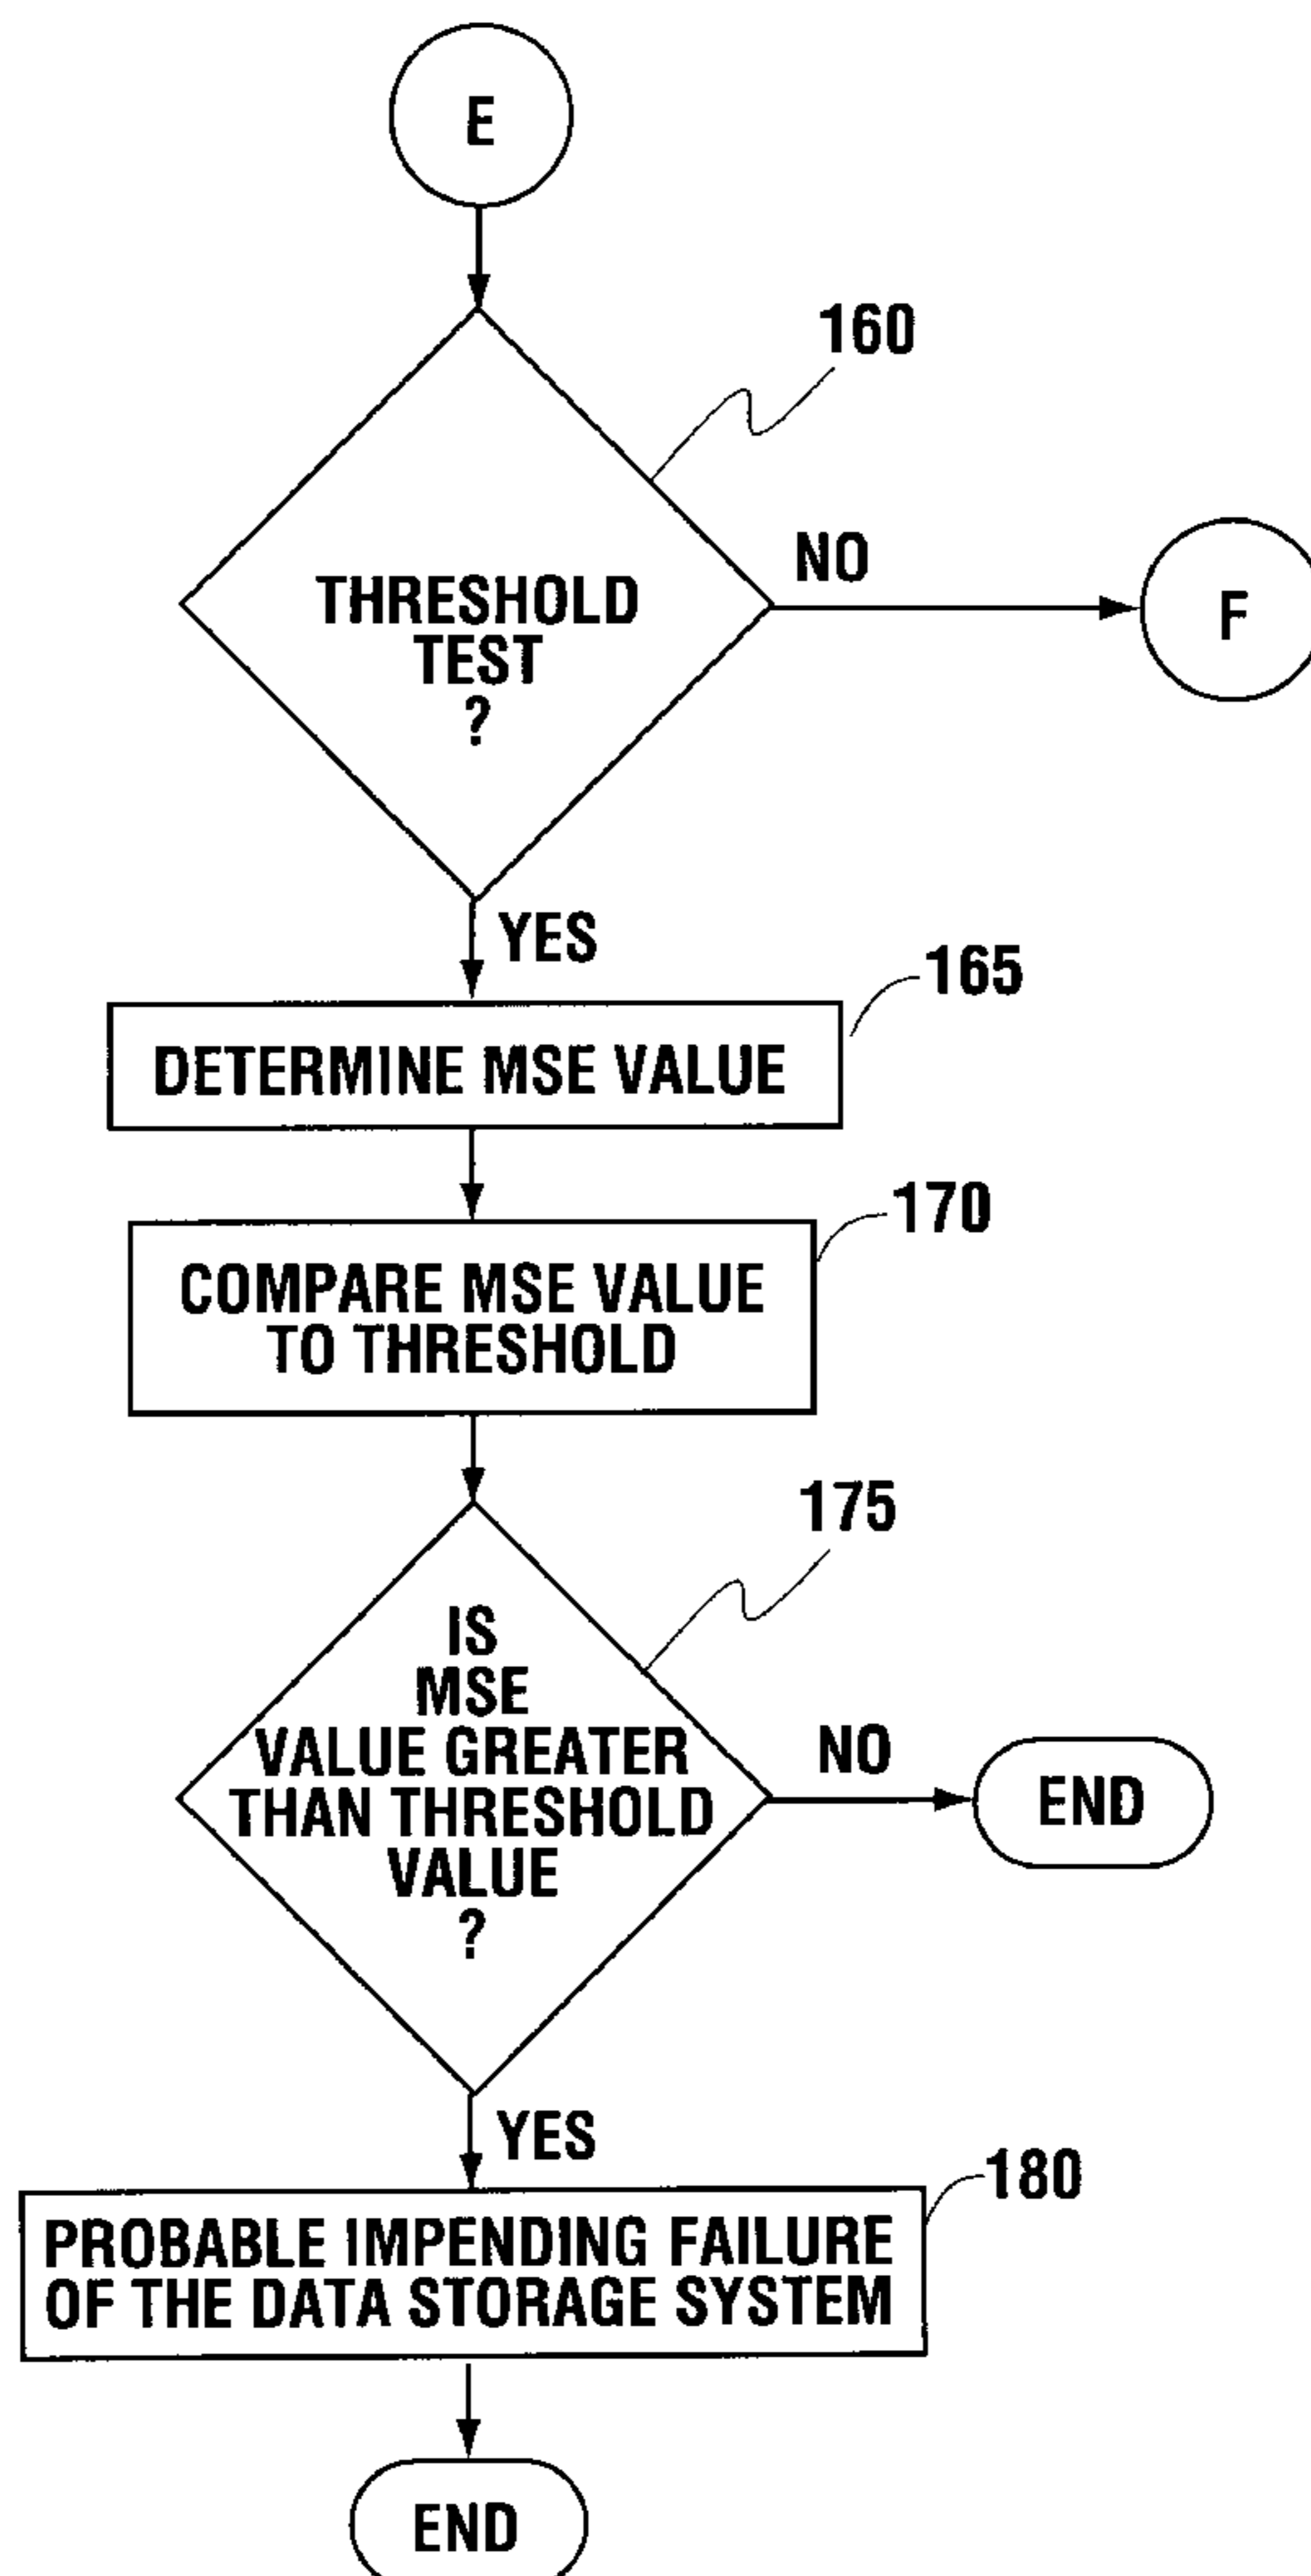 E
160
THRESHOLD
TEST
?
NO
F
YES
165
DETERMINE MSE VALUE
170
COMPARE MSE VALUE
TO THRESHOLD
175
IS
MSE
VALUE GREATER
THAN THRESHOLD
VALUE
?
NO
END
YES
180
PROBABLE IMPENDING FAILURE
OF THE DATA STORAGE SYSTEM
END